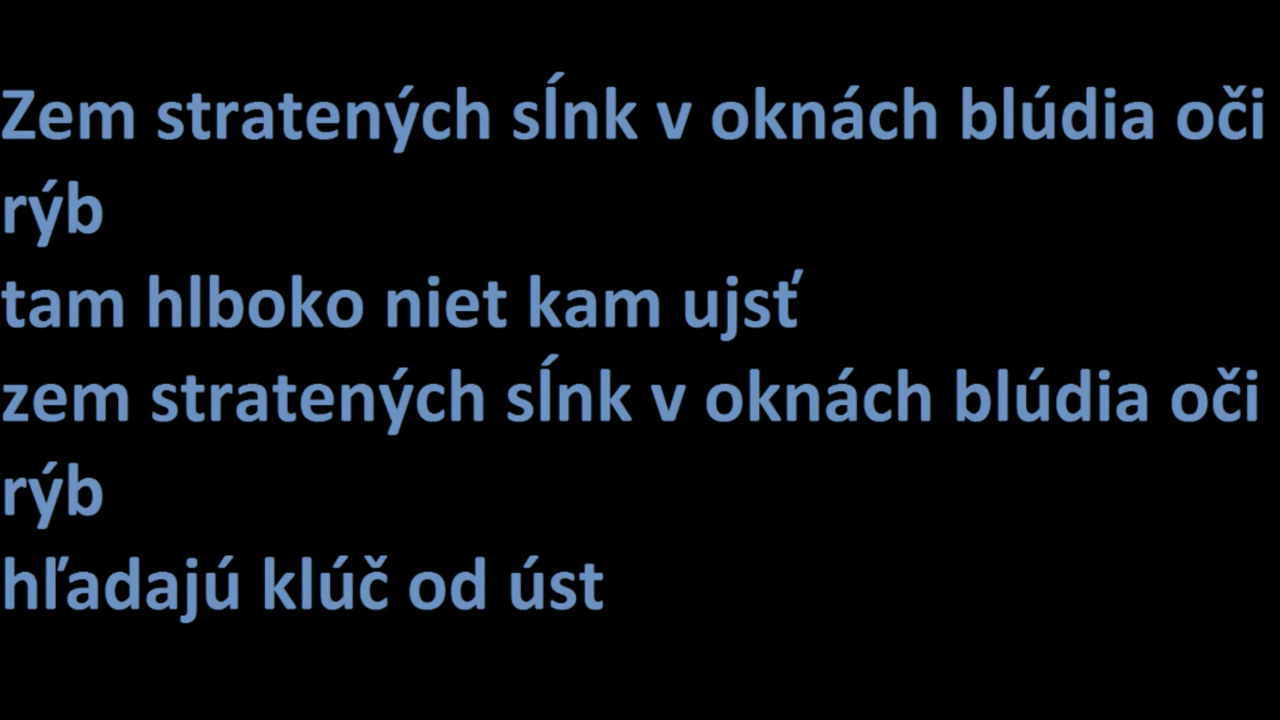 Zem stratených sĺnk v oknách blúdia oči
rýb
tam hlboko niet kam ujsť
zem stratených sĺnk v oknách blúdia oči
rýb
hľadajú klúč od úst